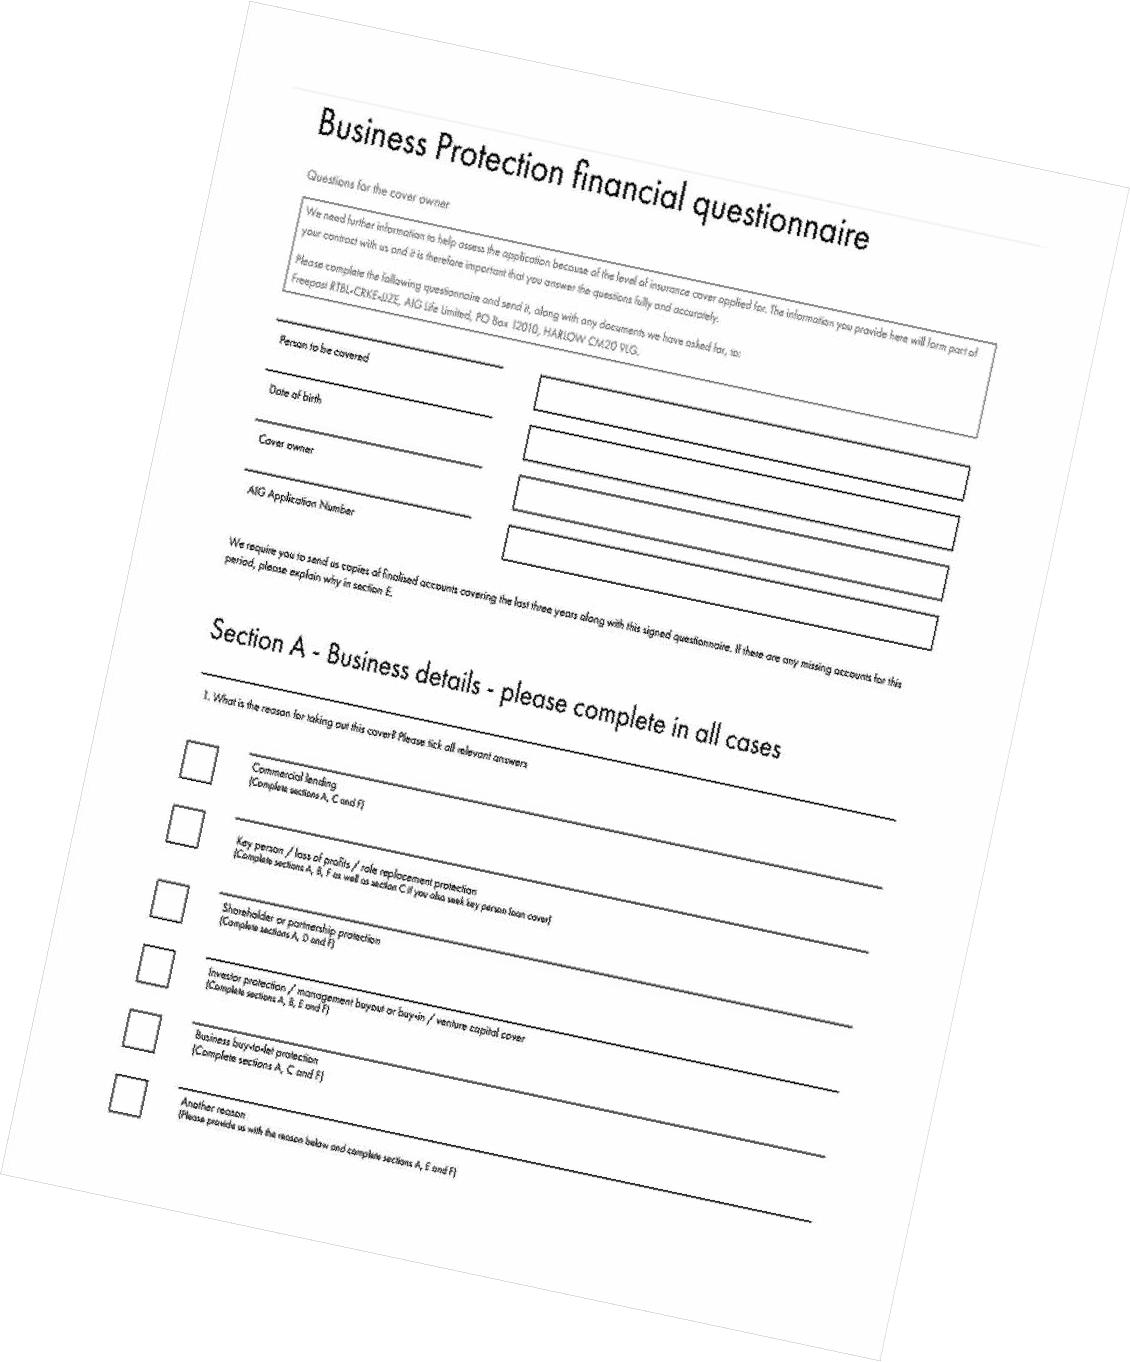 Business Protection financial questionnaire
Questions for the cover owner
We need further information to help assess the application because of the level of insurance cover applied for. The information you provide here will form part of
your contract with us and it is therefore important that you answer the questions fully and accurately.
Please complete the following questionnaire and send it, along with any documents we have asked for, to:
Freepost RTBL-CRKE-JJZE, AIG Life Limited, PO Box 12010, HARLOW CM20 9LG.
Person to be covered
Date of birth
Cover owner
AIG Application Number
We require you to send us copies of finalised accounts covering the last three years along with this signed questionnaire. If there are any missing accounts for this
period, please explain why in section E.
Section A - Business details - please complete in all cases
1. What is the reason for taking out this cover? Please tick all relevant answers
Commercial lending
(Complete sections A, C and F)
Key person / loss of profits / role replacement protection
(Complete sections A, B, F as well as section C if you also seek key person loan cover)
Shareholder or partnership protection
(Complete sections A, D and F)
Investor protection / management buyout or buy-in / venture capital cover
(Complete sections A, B, E and F)
Business buy-to-let protection
(Complete sections A, C and F)
Another reason
(Please provide us with the reason below and complete sections A, E and F)